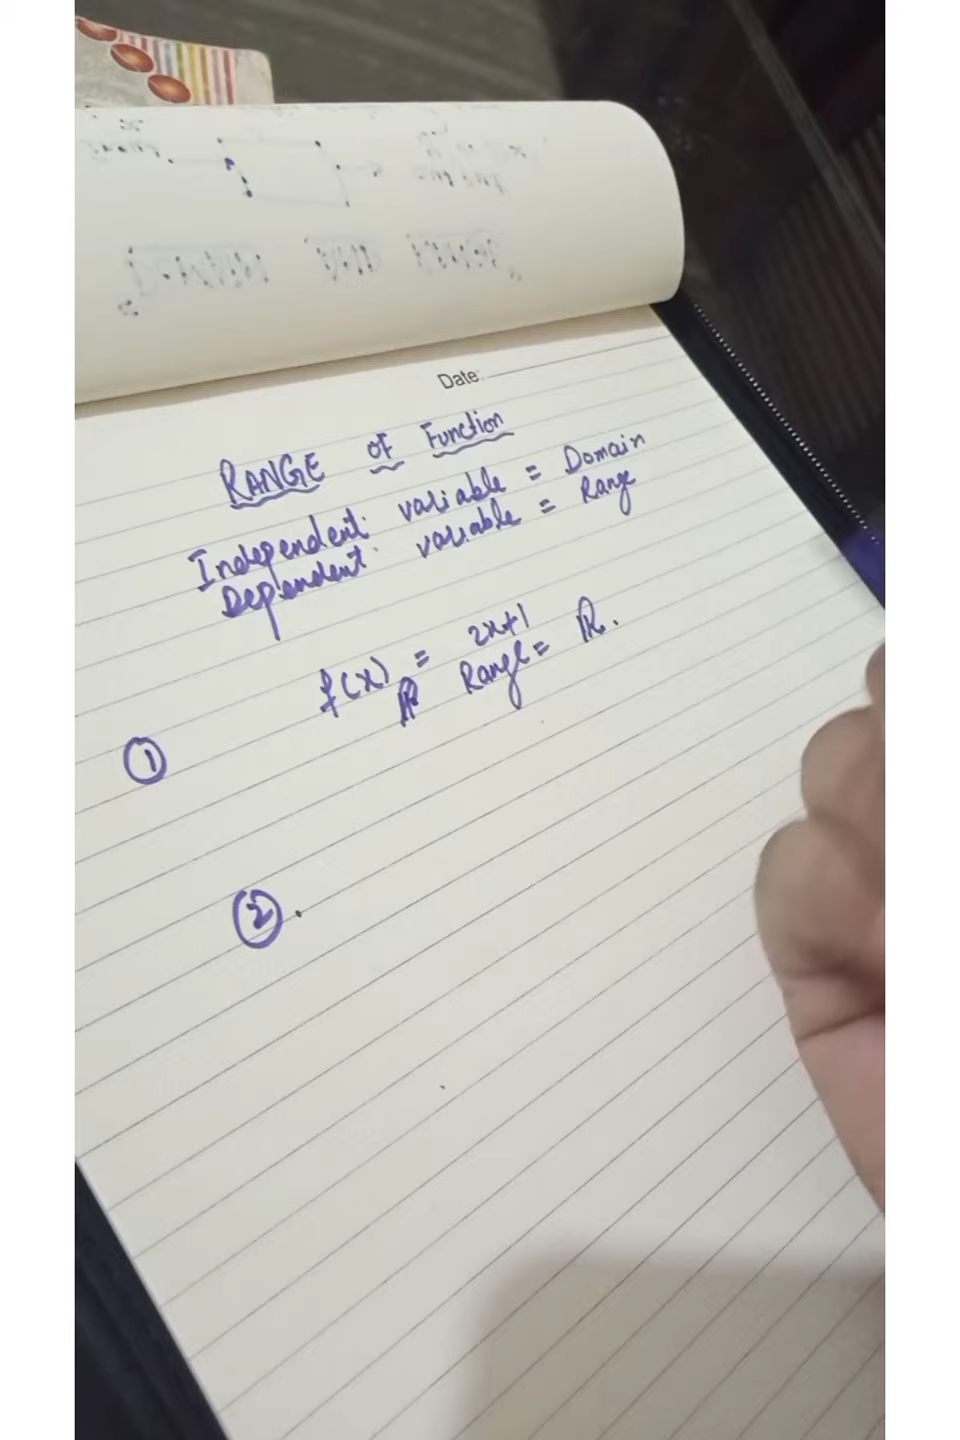 Date:
RANGE OF Function
Independent variable = Domain
Dependent variable = Range
f(x) = 2x+1
ℝ Range = ℝ.
①
②.